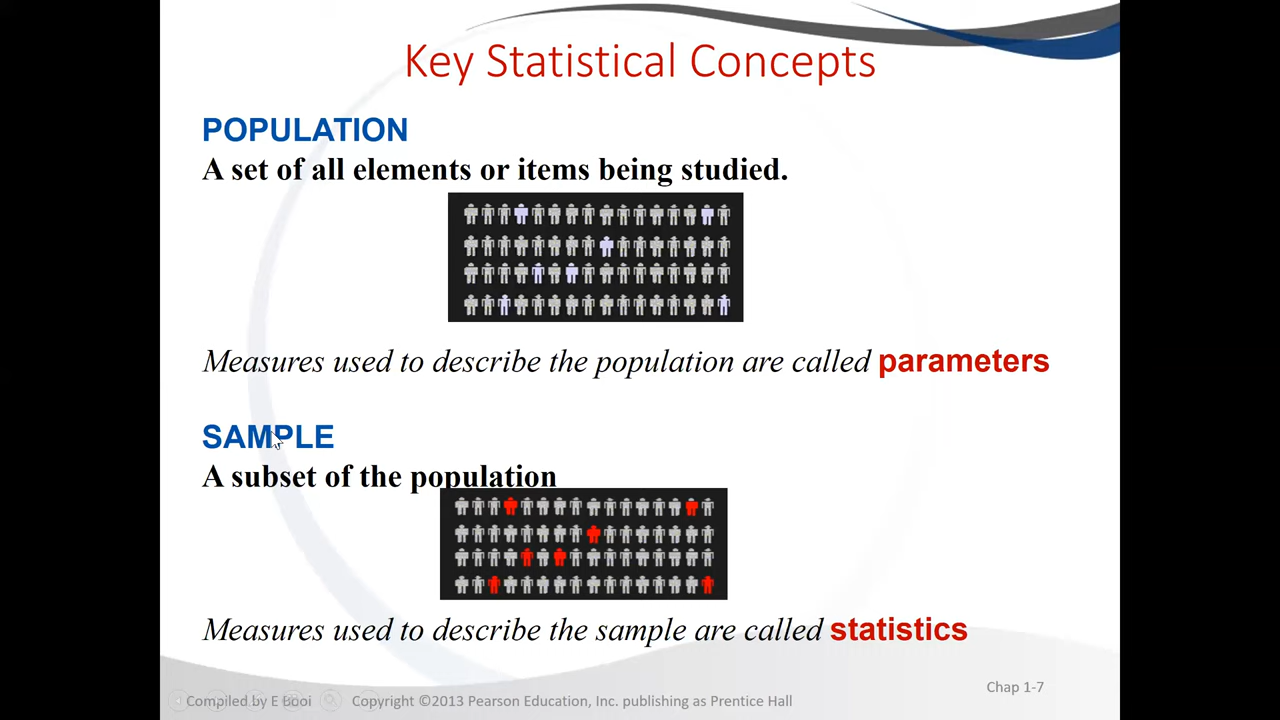 Key Statistical Concepts
POPULATION
A set of all elements or items being studied.
Measures used to describe the population are called parameters
SAMPLE
A subset of the population
Measures used to describe the sample are called statistics
Chap 1-7
Compiled by E Booi Copyright ©2013 Pearson Education, Inc. publishing as Prentice Hall